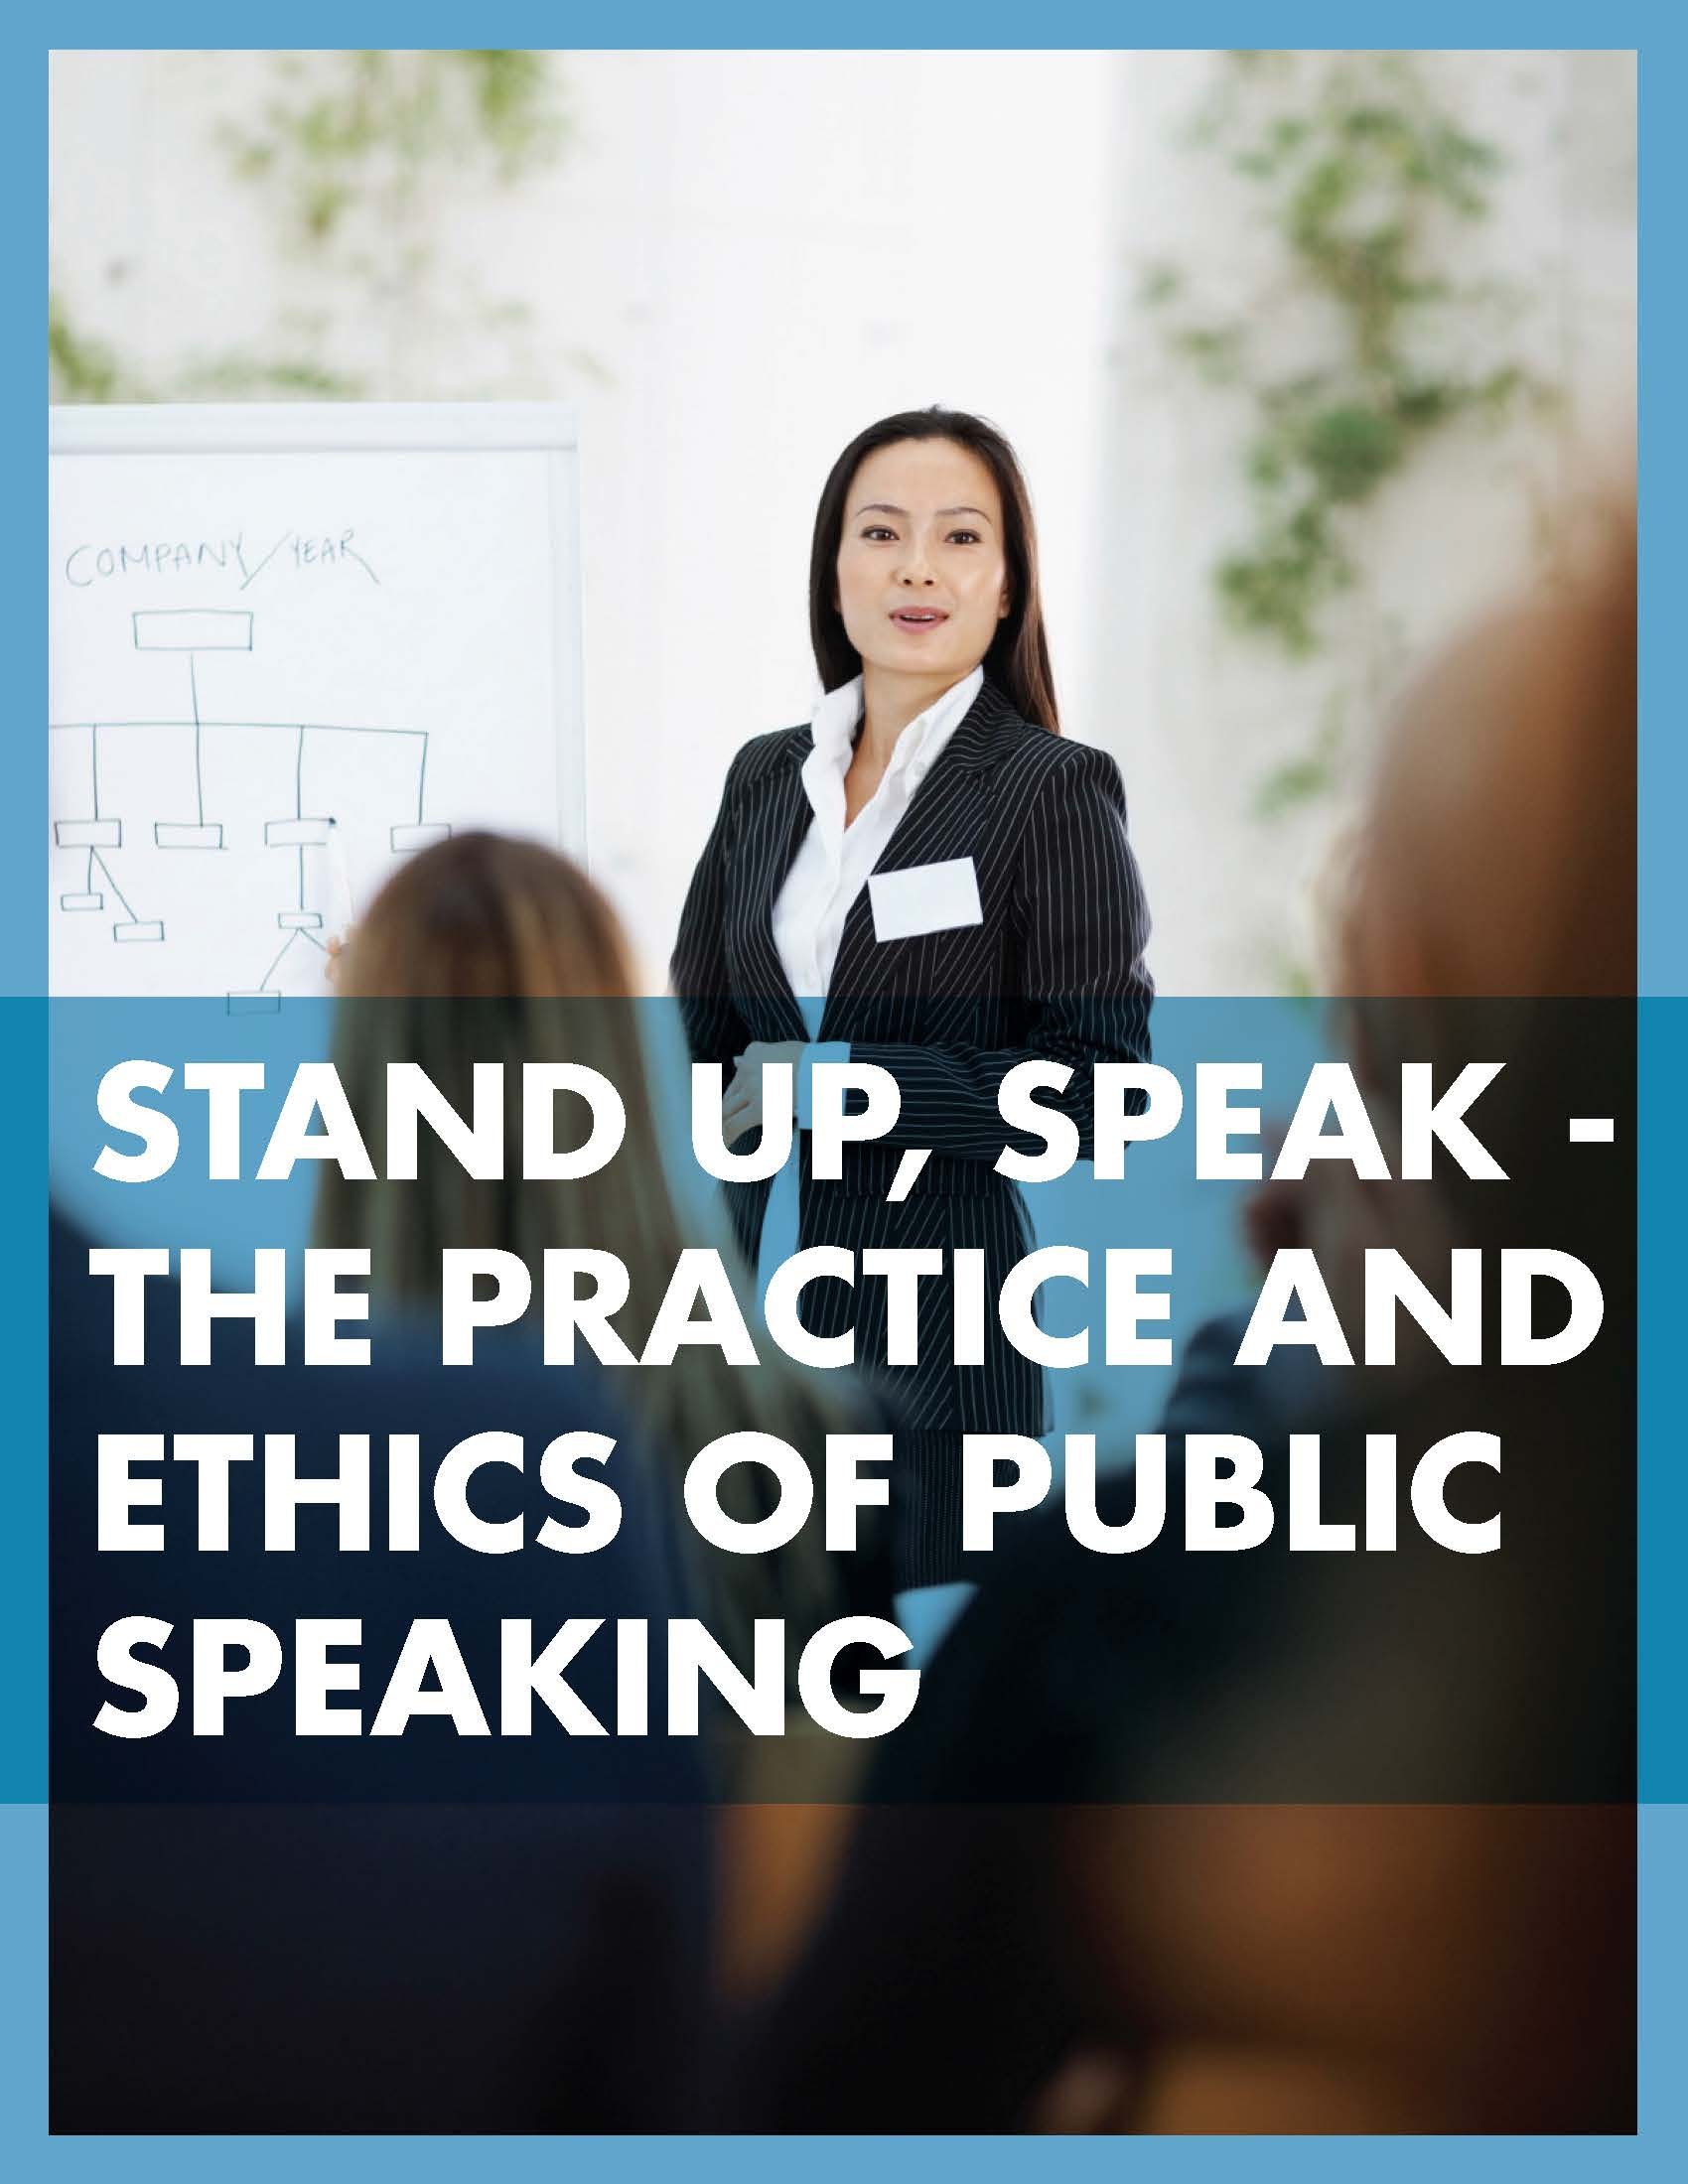 COMPANY/YEAR
STAND UP, SPEAK -
THE PRACTICE AND
ETHICS OF PUBLIC
SPEAKING